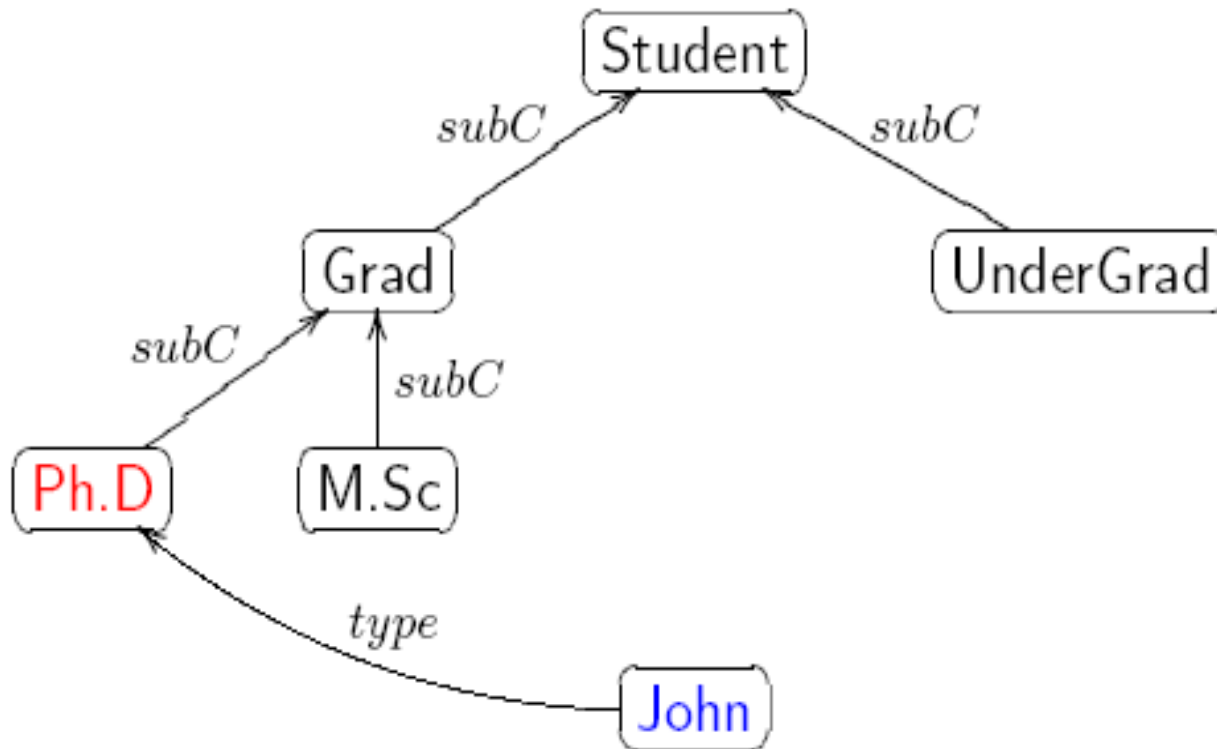 Student
subC
subC
Grad
UnderGrad
subC
subC
Ph.D
M.Sc
type
John